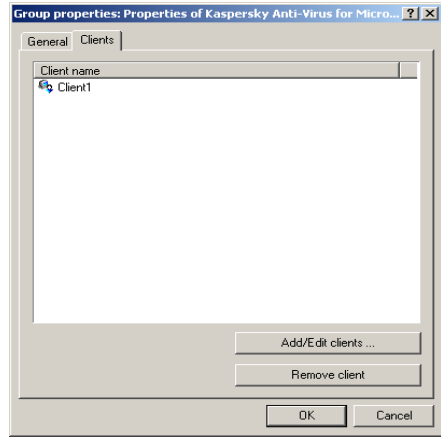 Group properties: Properties of Kaspersky Anti-Virus for Micro...
General Clients
Client name
Client1
Add/Edit clients ...
Remove client
OK Cancel